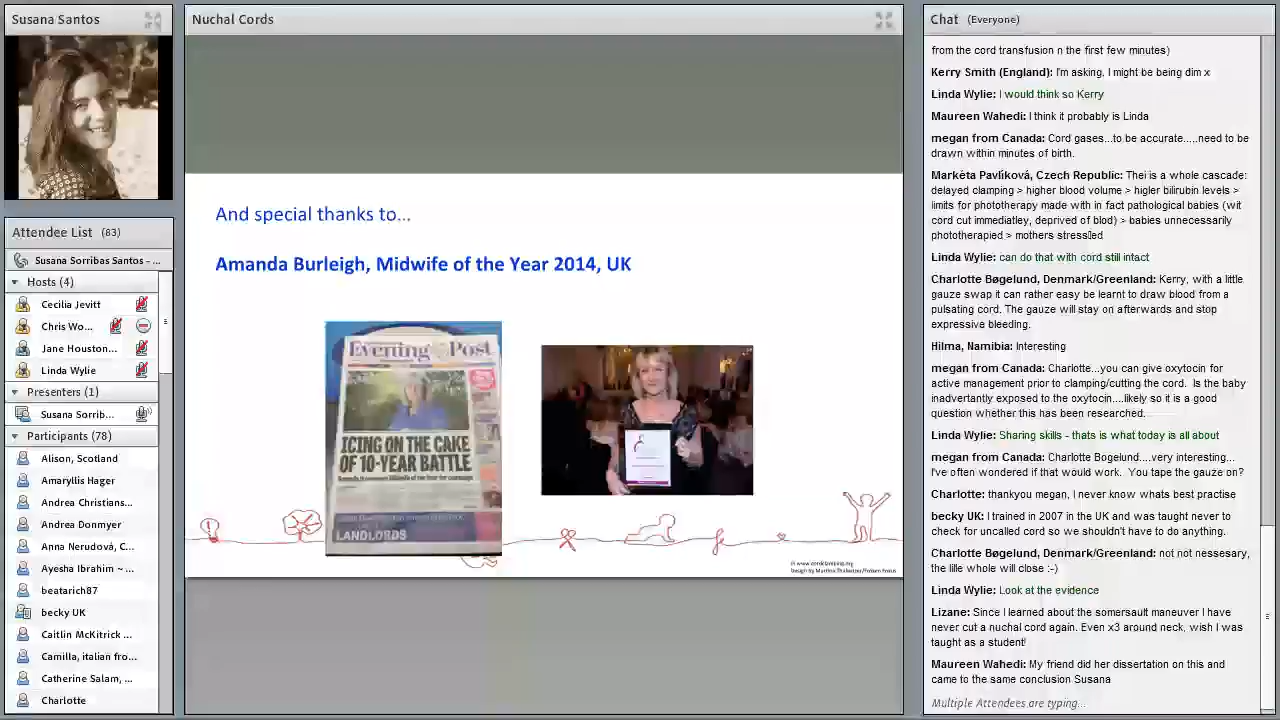 Susana Santos
Attendee List (83)
Susana Sorribas Santos - ...
Hosts (4)
Cecilia Jevitt
Chris Wo...
Jane Houston...
Linda Wylie
Presenters (1)
Susana Sorrib...
Participants (78)
Alison, Scotland
Amaryllis Hager
Andrea Christians...
Andrea Donmyer
Anna Nerudová, C...
Ayesha Ibrahim ~ ...
beatarich87
becky UK
Caitlin McKitrick ...
Camilla, italian fro...
Catherine Salam, ...
Charlotte
Nuchal Cords
And special thanks to...
Amanda Burleigh, Midwife of the Year 2014, UK
Evening Post
ICING ON THE CAKE
OF 10-YEAR BATTLE
LANDLORDS
© www.cordclamping.org
Chat (Everyone)
from the cord transfusion n the first few minutes)
Kerry Smith (England): I'm asking, I might be being dim x
Linda Wylie: I would think so Kerry
Maureen Wahedi: I think it probably is Linda
megan from Canada: Cord gases...to be accurate.....need to be
drawn within minutes of birth.
Markéta Pavlíková, Czech Republic: Thei is a whole cascade:
delayed clamping > higher blood volume > higler bilirubin levels >
limits for phototherapy made with in fact pathological babies (wit
cord cut immediatley, deprived of blod) > babies unnecessarily
phototherapied > mothers stressed
Linda Wylie: can do that with cord still intact
Charlotte Bøgelund, Denmark/Greenland: Kerry, with a little
gauze swap it can rather easy be learnt to draw blood from a
pulsating cord. The gauze will stay on afterwards and stop
expressive bleeding.
Hilma, Namibia: Interesting
megan from Canada: Charlotte...you can give oxytocin for
active management prior to clamping/cutting the cord. Is the baby
inadvertantly exposed to the oxytocin....likely so it is a good
question whether this has been researched.
Linda Wylie: Sharing skills - thats is what today is all about
megan from Canada: Charlotte Bogelund....very interesting...
I've often wondered if that would work. You tape the gauze on?
Charlotte: thankyou megan, I never know whats best practise
becky UK: I trained in 2007 in the UK and was taught never to
check for uncalled cord so we shouldn't have to do anything.
Charlotte Bøgelund, Denmark/Greenland: not not nessesary,
the lille whole will close :-)
Linda Wylie: Look at the evidence
Lizane: Since I learned about the somersault maneuver I have
never cut a nuchal cord again. Even x3 around neck, wish I was
taught as a student!
Maureen Wahedi: My friend did her dissertation on this and
came to the same conclusion Susana
Multiple Attendees are typing...